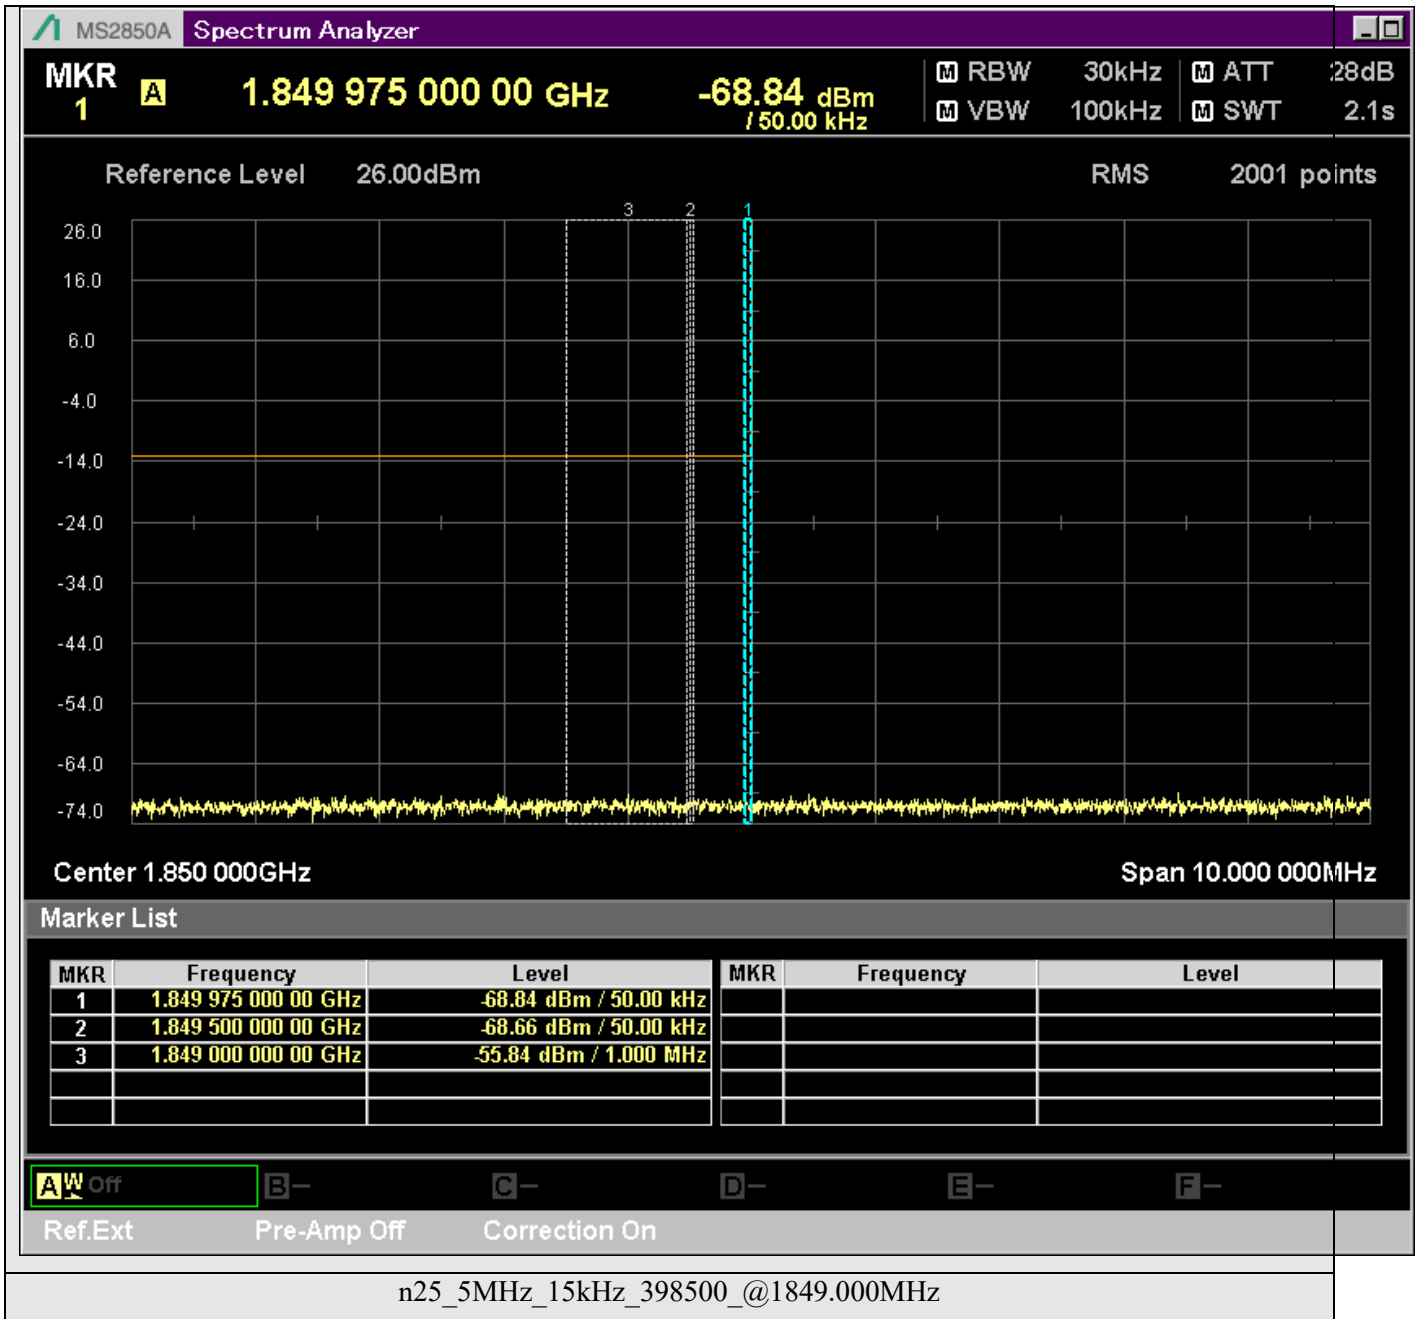 MS2850A Spectrum Analyzer
MKR 1 A 1.849 975 000 00 GHz -68.84 dBm / 50.00 kHz
M RBW 30kHz M ATT 28dB
M VBW 100kHz M SWT 2.1s
Reference Level 26.00dBm RMS 2001 points
3 2 1
26.0
16.0
6.0
-4.0
-14.0
-24.0
-34.0
-44.0
-54.0
-64.0
-74.0
Center 1.850 000GHz Span 10.000 000MHz
Marker List
MKR Frequency Level MKR Frequency Level
1 1.849 975 000 00 GHz -68.84 dBm / 50.00 kHz
2 1.849 500 000 00 GHz -68.66 dBm / 50.00 kHz
3 1.849 000 000 00 GHz -55.84 dBm / 1.000 MHz
A W Off B – C – D – E – F –
Ref.Ext Pre-Amp Off Correction On
n25_5MHz_15kHz_398500_@1849.000MHz